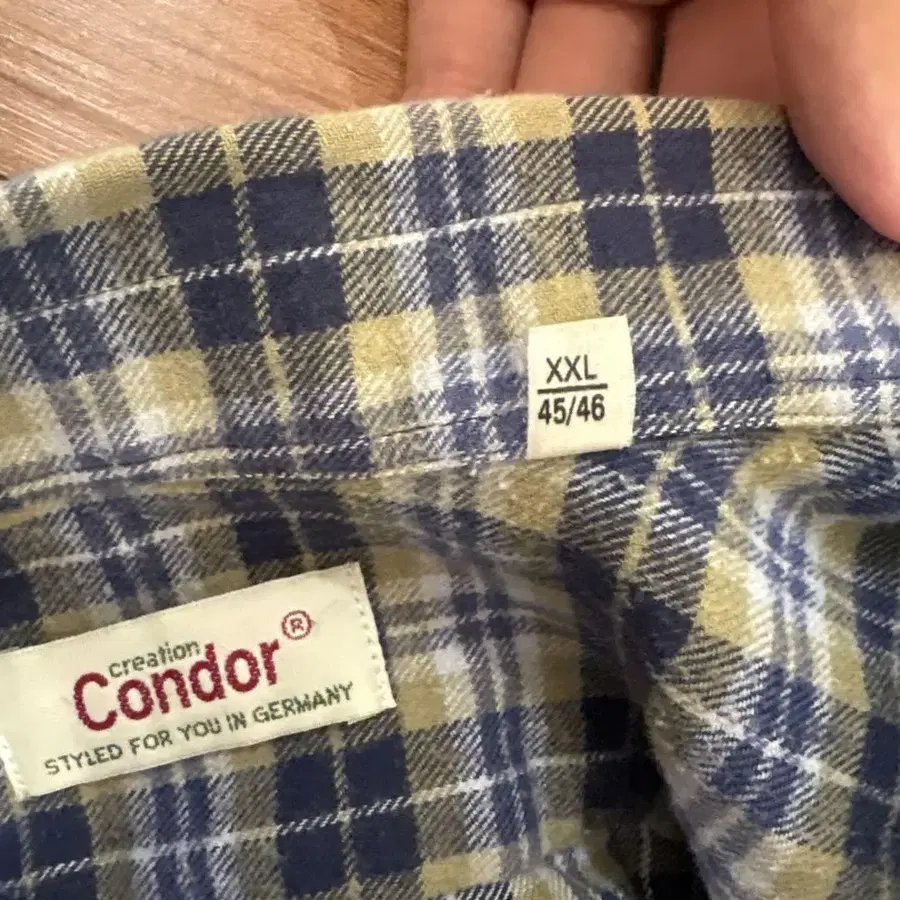 XXL
45/46
creation
Condor®
STYLED FOR YOU IN GERMANY